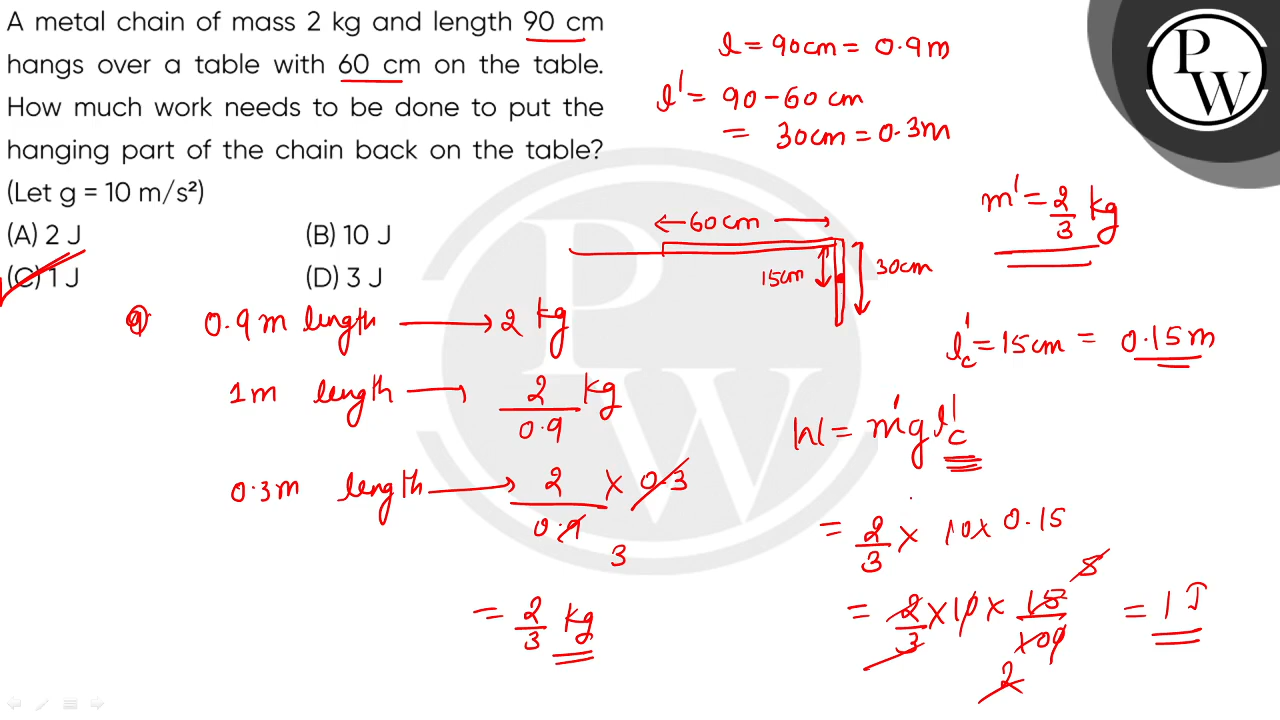 A metal chain of mass 2 kg and length 90 cm
hangs over a table with 60 cm on the table.
How much work needs to be done to put the
hanging part of the chain back on the table?
(Let g = 10 m/s²)
(A) 2 J
(B) 10 J
(C) 1 J
(D) 3 J
l = 90cm = 0.9m
l' = 90 - 60 cm
= 30cm = 0.3m
PW
m' = 2/3 kg
60cm
15cm
30cm
l'c = 15cm = 0.15m
0.9m length → 2 kg
1m length → 2/0.9 kg
0.3m length → 2/0.9 × 0.3
3
= 2/3 kg
W = m'g l'c
= 2/3 × 10 × 0.15
= 2/3 × 10 × 15/100 = 1 J
5
2
PW